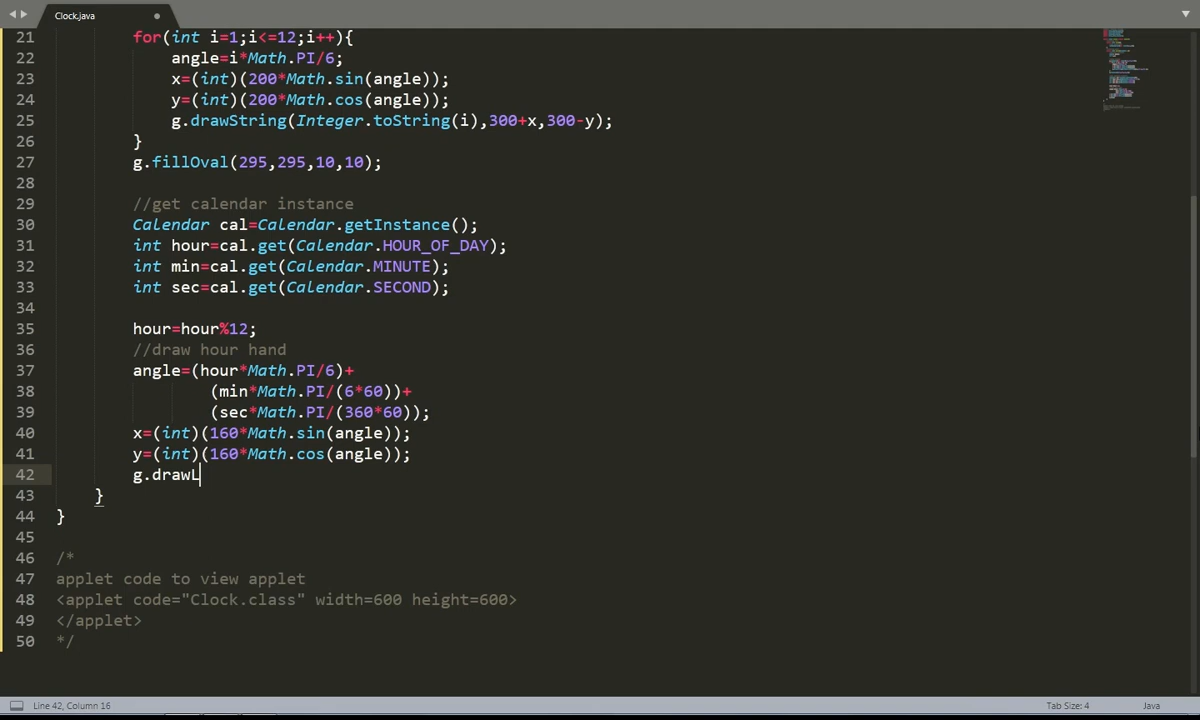 Clock.java
21 for(int i=1;i<=12;i++){
22 angle=i*Math.PI/6;
23 x=(int)(200*Math.sin(angle));
24 y=(int)(200*Math.cos(angle));
25 g.drawString(Integer.toString(i),300+x,300-y);
26 }
27 g.fillOval(295,295,10,10);
28
29 //get calendar instance
30 Calendar cal=Calendar.getInstance();
31 int hour=cal.get(Calendar.HOUR_OF_DAY);
32 int min=cal.get(Calendar.MINUTE);
33 int sec=cal.get(Calendar.SECOND);
34
35 hour=hour%12;
36 //draw hour hand
37 angle=(hour*Math.PI/6)+
38 (min*Math.PI/(6*60))+
39 (sec*Math.PI/(360*60));
40 x=(int)(160*Math.sin(angle));
41 y=(int)(160*Math.cos(angle));
42 g.drawL
43 }
44 }
45
46 /*
47 applet code to view applet
48 <applet code="Clock.class" width=600 height=600>
49 </applet>
50 */
Line 42, Column 16 Tab Size: 4 Java